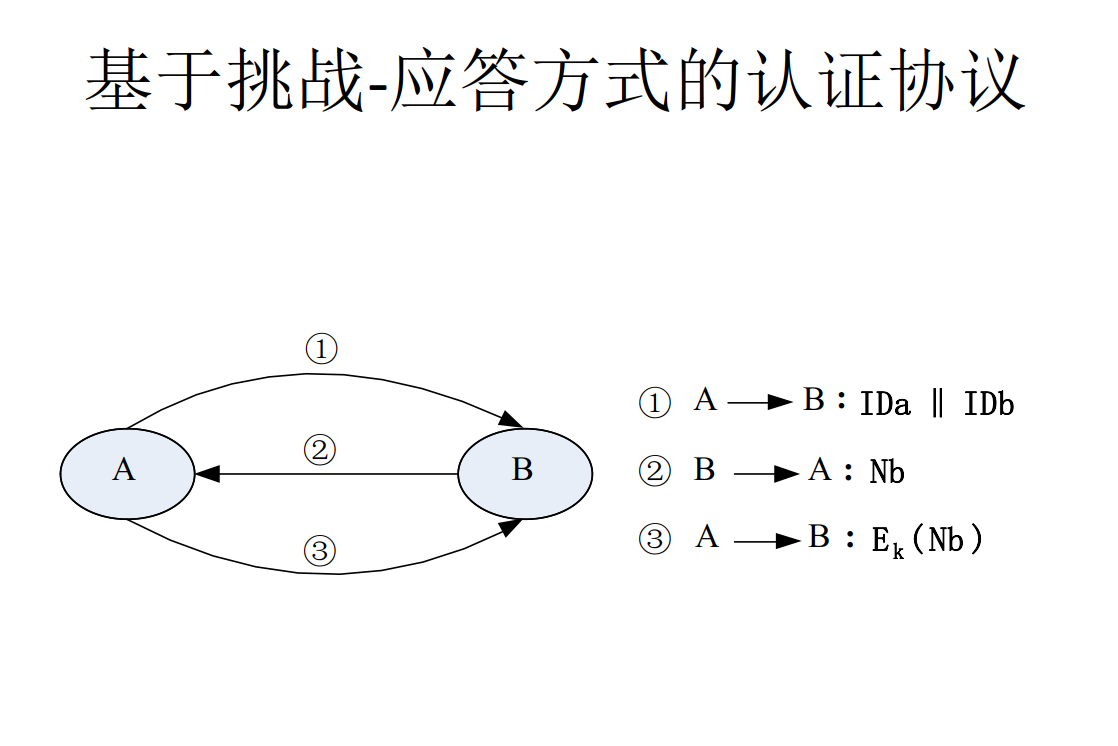 基于挑战-应答方式的认证协议
①
② 
③
A
B
① A B：IDa ‖ IDb
② B A：Nb
③ A B：Ek(Nb)